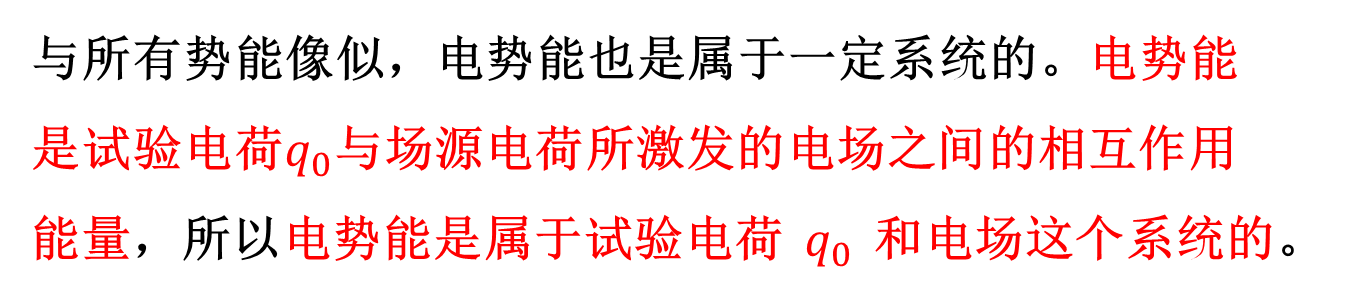 与所有势能像似，电势能也是属于一定系统的。电势能
是试验电荷q₀与场源电荷所激发的电场之间的相互作用
能量，所以电势能是属于试验电荷 q₀ 和电场这个系统的。